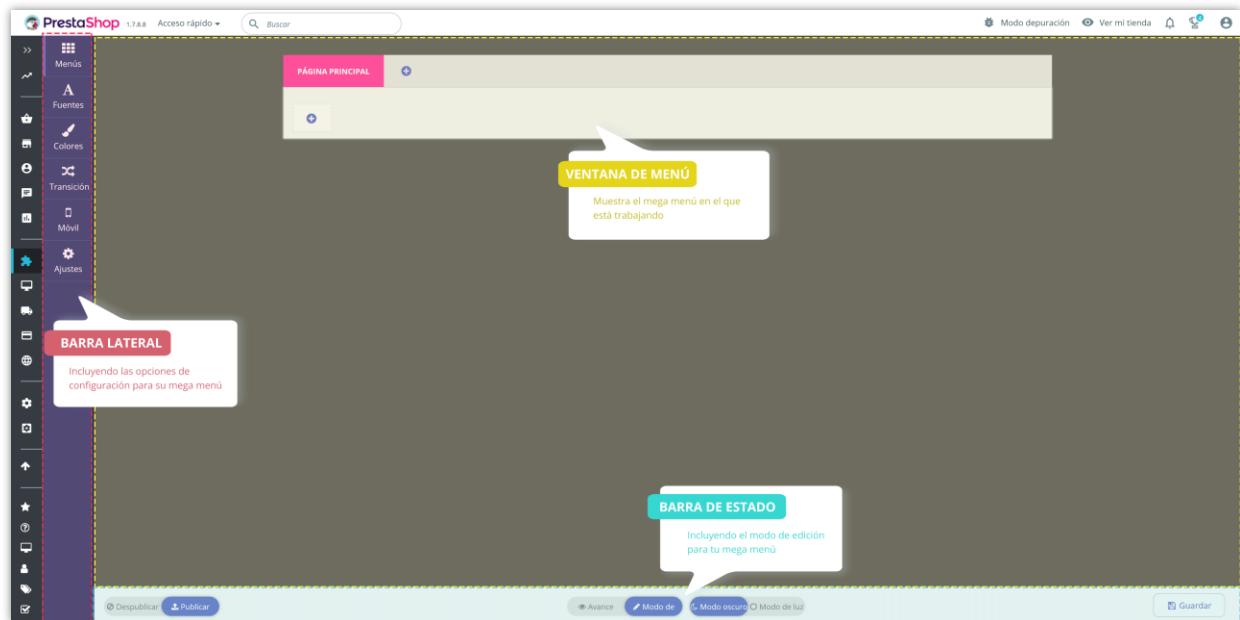 PrestaShop 1.7.8.8 Acceso rápido Buscar Modo depuración Ver mi tienda
Menús
Fuentes
Colores
Transición
Móvil
Ajustes
PÁGINA PRINCIPAL
VENTANA DE MENÚ
Muestra el mega menú en el que
está trabajando
BARRA LATERAL
Incluyendo las opciones de
configuración para su mega menú
BARRA DE ESTADO
Incluyendo el modo de edición
para tu mega menú
Despublicar Publicar Avance Modo de Modo oscuro Modo de luz Guardar